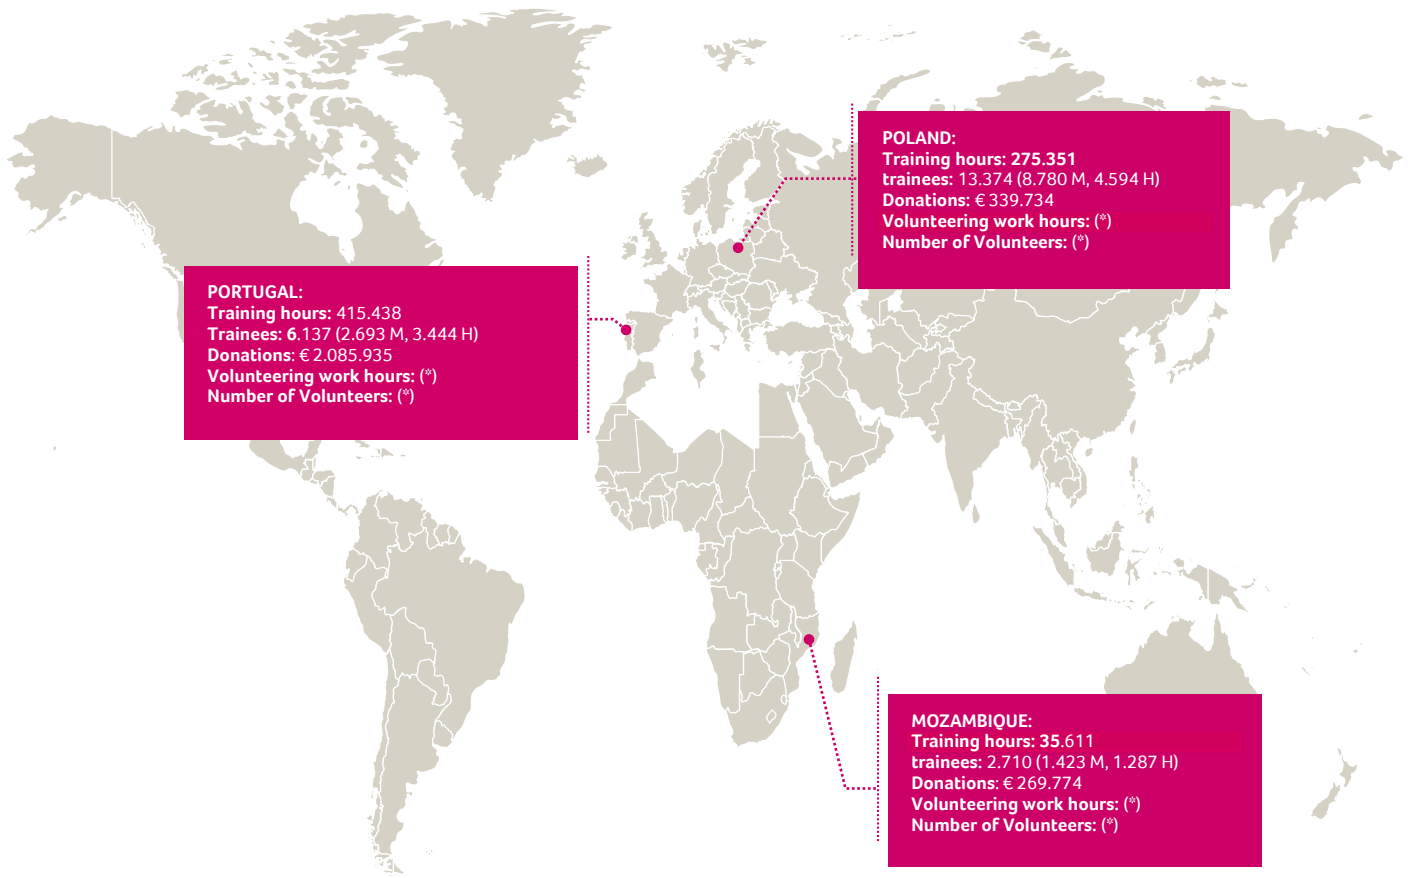 POLAND:
Training hours: 275.351
trainees: 13.374 (8.780 M, 4.594 H)
Donations: € 339.734
Volunteering work hours: (*)
Number of Volunteers: (*)
PORTUGAL:
Training hours: 415.438
Trainees: 6.137 (2.693 M, 3.444 H)
Donations: € 2.085.935
Volunteering work hours: (*)
Number of Volunteers: (*)
MOZAMBIQUE:
Training hours: 35.611
trainees: 2.710 (1.423 M, 1.287 H)
Donations: € 269.774
Volunteering work hours: (*)
Number of Volunteers: (*)